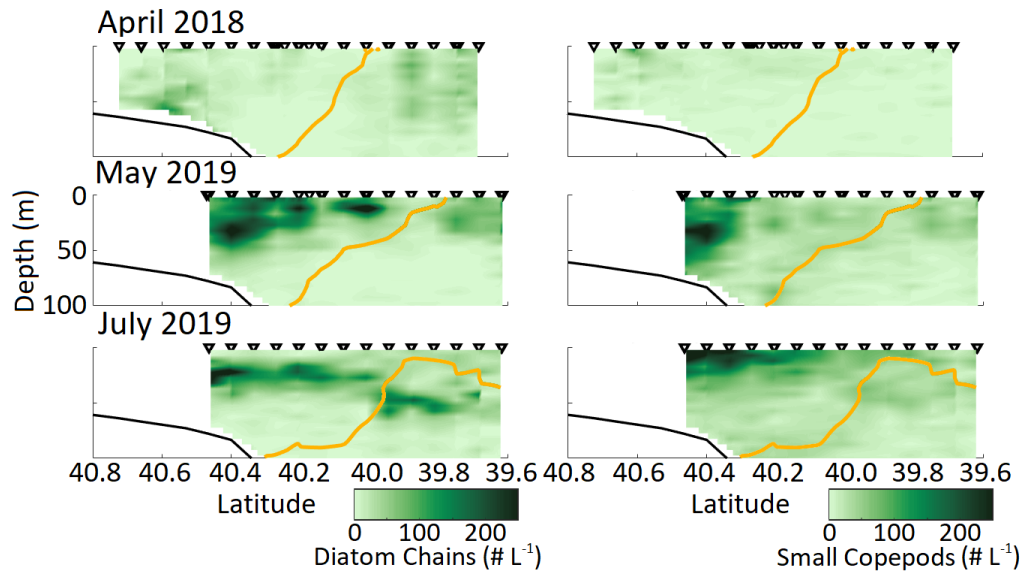 April 2018
May 2019
0
50
100
Depth (m)
July 2019
40.8 40.6 40.4 40.2 40.0 39.8 39.6
40.8 40.6 40.4 40.2 40.0 39.8 39.6
Latitude
Latitude
0 100 200
0 100 200
Diatom Chains (# L⁻¹)
Small Copepods (# L⁻¹)